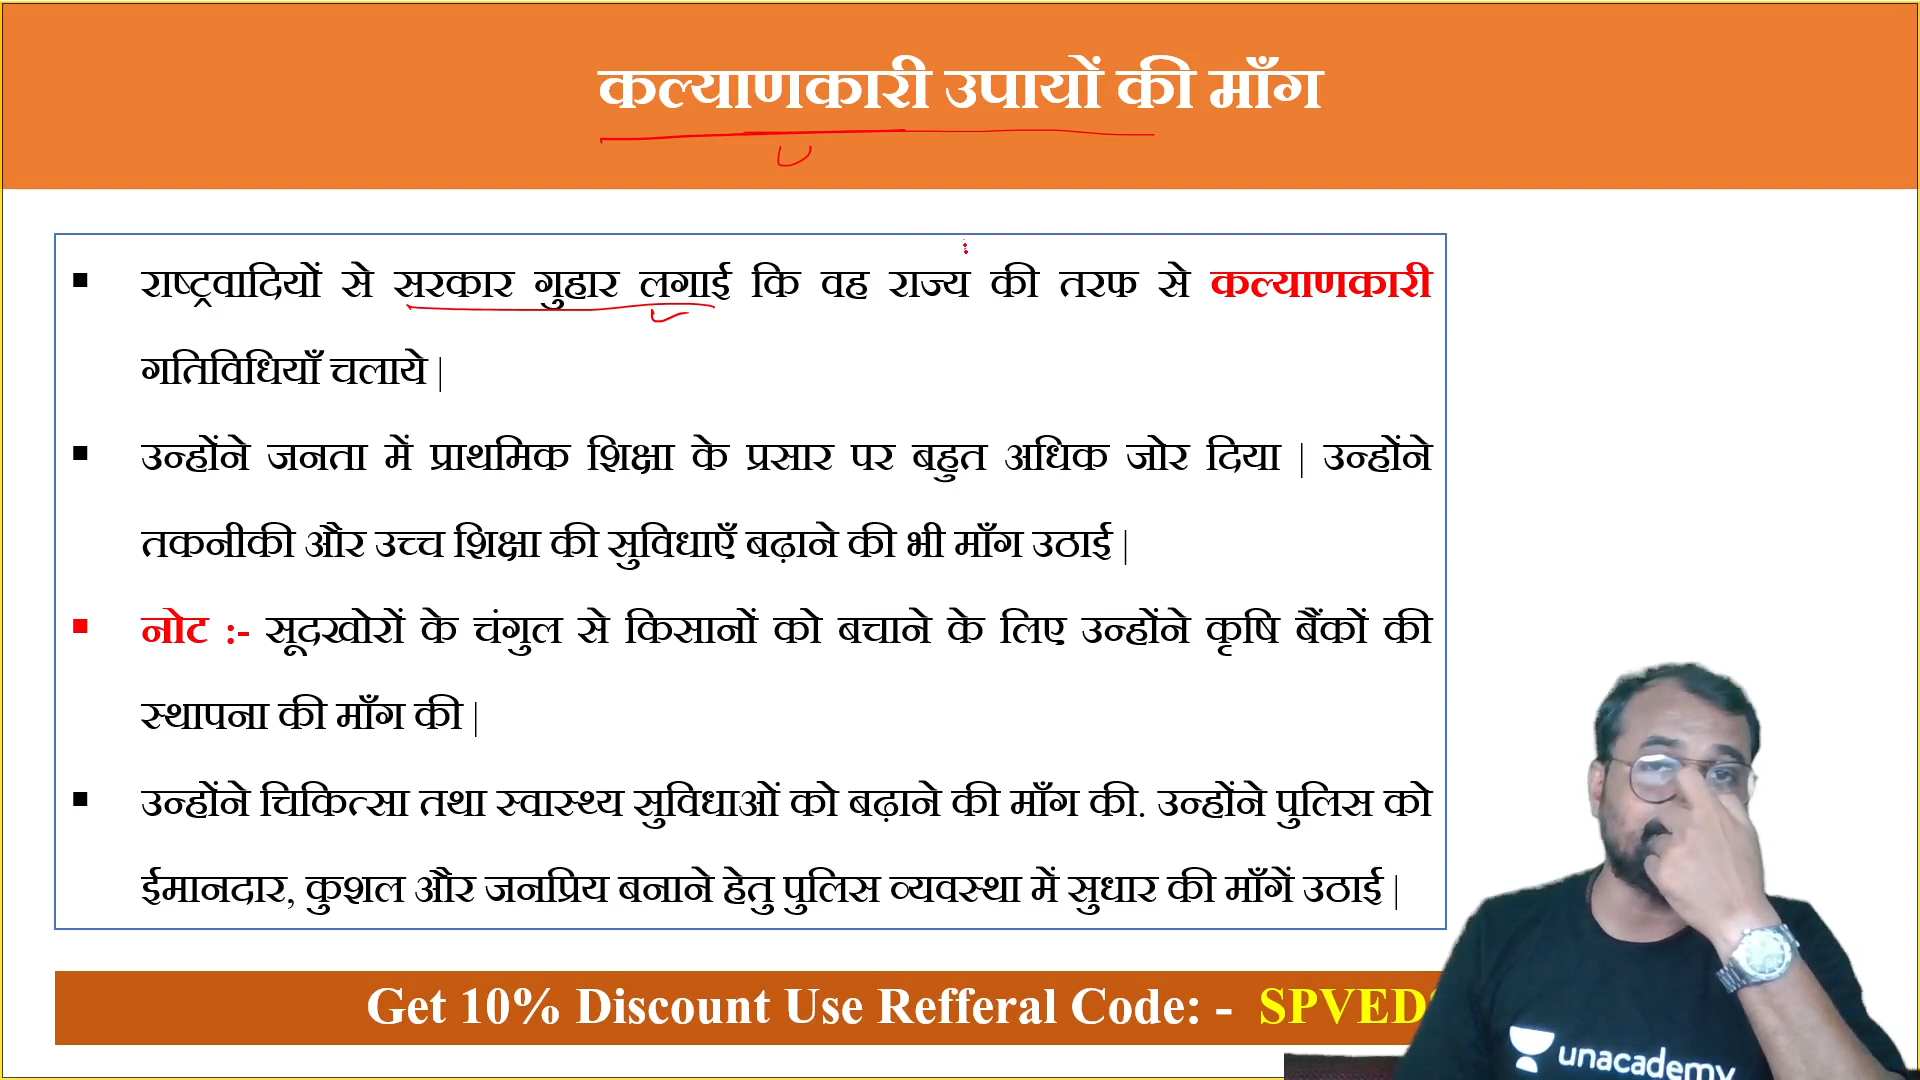 कल्याणकारी उपायों की माँग
▪ राष्ट्रवादियों से सरकार गुहार लगाई कि वह राज्य की तरफ से कल्याणकारी
गतिविधियाँ चलाये |
▪ उन्होंने जनता में प्राथमिक शिक्षा के प्रसार पर बहुत अधिक जोर दिया | उन्होंने
तकनीकी और उच्च शिक्षा की सुविधाएँ बढ़ाने की भी माँग उठाई |
▪ नोट :- सूदखोरों के चंगुल से किसानों को बचाने के लिए उन्होंने कृषि बैंकों की
स्थापना की माँग की |
▪ उन्होंने चिकित्सा तथा स्वास्थ्य सुविधाओं को बढ़ाने की माँग की. उन्होंने पुलिस को
ईमानदार, कुशल और जनप्रिय बनाने हेतु पुलिस व्यवस्था में सुधार की माँगें उठाई |
Get 10% Discount Use Refferal Code: - SPVED
unacademy